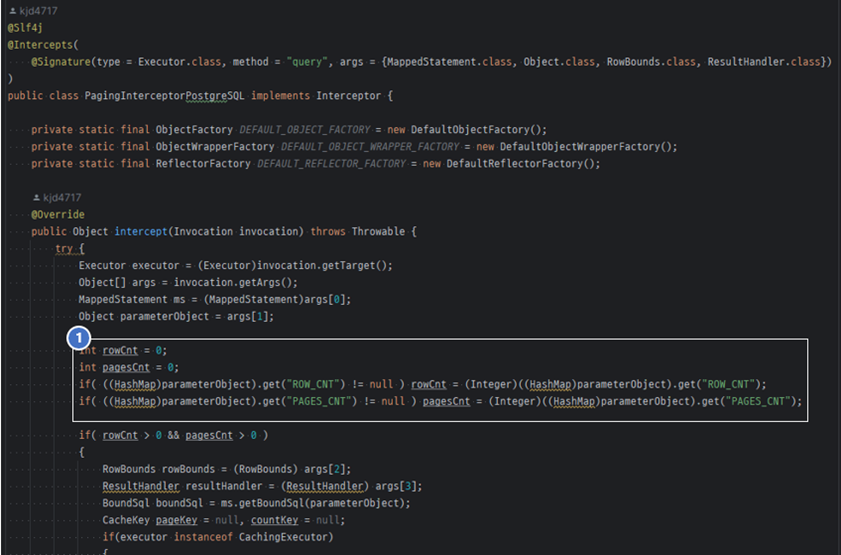 kjd4717
@Slf4j
@Intercepts(
@Signature(type = Executor.class, method = "query", args = {MappedStatement.class, Object.class, RowBounds.class, ResultHandler.class})
)
public class PagingInterceptorPostgreSQL implements Interceptor {
private static final ObjectFactory DEFAULT_OBJECT_FACTORY = new DefaultObjectFactory();
private static final ObjectWrapperFactory DEFAULT_OBJECT_WRAPPER_FACTORY = new DefaultObjectWrapperFactory();
private static final ReflectorFactory DEFAULT_REFLECTOR_FACTORY = new DefaultReflectorFactory();
kjd4717
@Override
public Object intercept(Invocation invocation) throws Throwable {
try {
Executor executor = (Executor)invocation.getTarget();
Object[] args = invocation.getArgs();
MappedStatement ms = (MappedStatement)args[0];
Object parameterObject = args[1];
1
int rowCnt = 0;
int pagesCnt = 0;
if( ((HashMap)parameterObject).get("ROW_CNT") != null ) rowCnt = (Integer)((HashMap)parameterObject).get("ROW_CNT");
if( ((HashMap)parameterObject).get("PAGES_CNT") != null ) pagesCnt = (Integer)((HashMap)parameterObject).get("PAGES_CNT");
if( rowCnt > 0 && pagesCnt > 0 )
{
RowBounds rowBounds = (RowBounds) args[2];
ResultHandler resultHandler = (ResultHandler) args[3];
BoundSql boundSql = ms.getBoundSql(parameterObject);
CacheKey pageKey = null, countKey = null;
if(executor instanceof CachingExecutor)
{